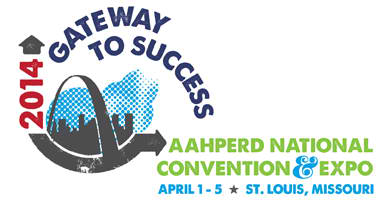 2014
GATEWAY
TO SUCCESS
AAHPERD NATIONAL
CONVENTION & EXPO
APRIL 1 - 5 ★ ST. LOUIS, MISSOURI